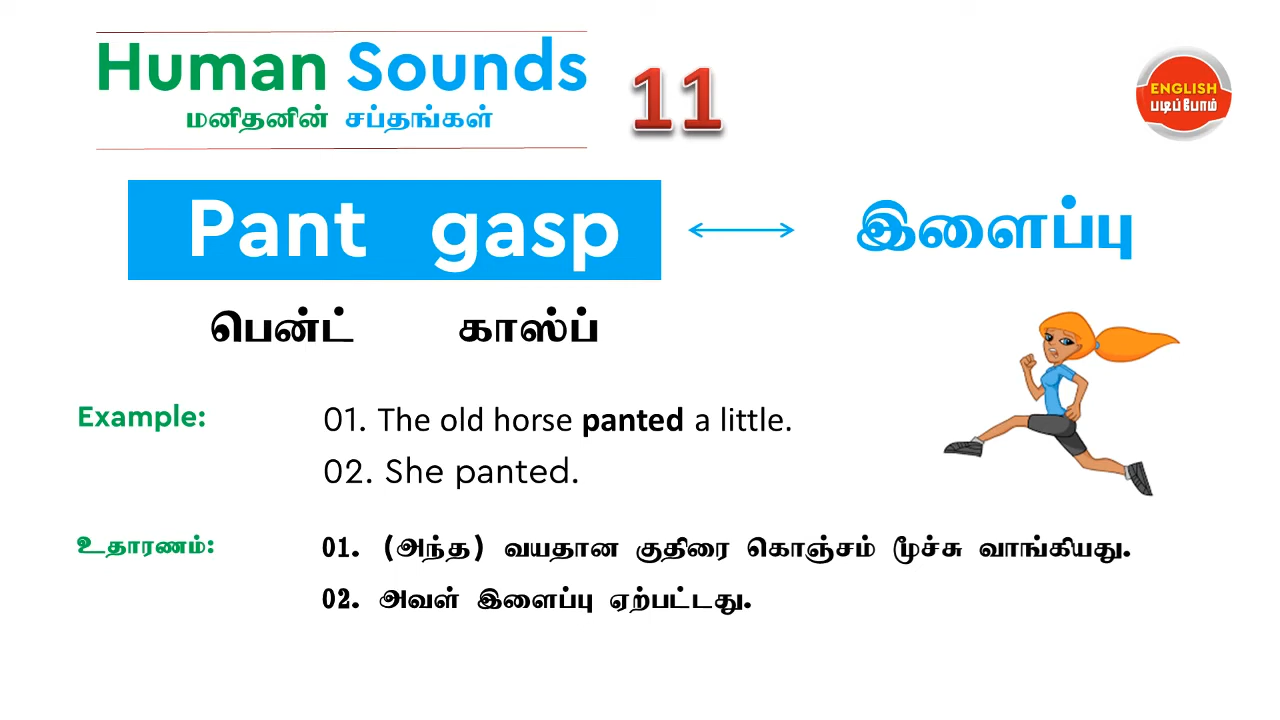 Human Sounds
மனிதனின் சப்தங்கள்
11
ENGLISH
படிப்போம்
Pant gasp
இளைப்பு
பென்ட் காஸ்ப்
Example:
01. The old horse panted a little.
02. She panted.
உதாரணம்:
01. (அந்த) வயதான குதிரை கொஞ்சம் மூச்சு வாங்கியது.
02. அவள் இளைப்பு ஏற்பட்டது.